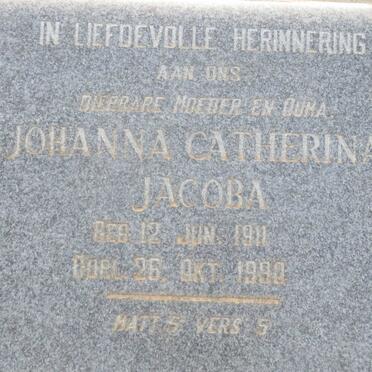 IN LIEFDEVOLLE HERINNERING
AAN ONS
DIERBARE MOEDER EN OUMA.
JOHANNA CATHERINA
JACOBA
GEB. 12. JUN. 1911
OORL. 26. OKT. 1990
MATT 5 VERS 5